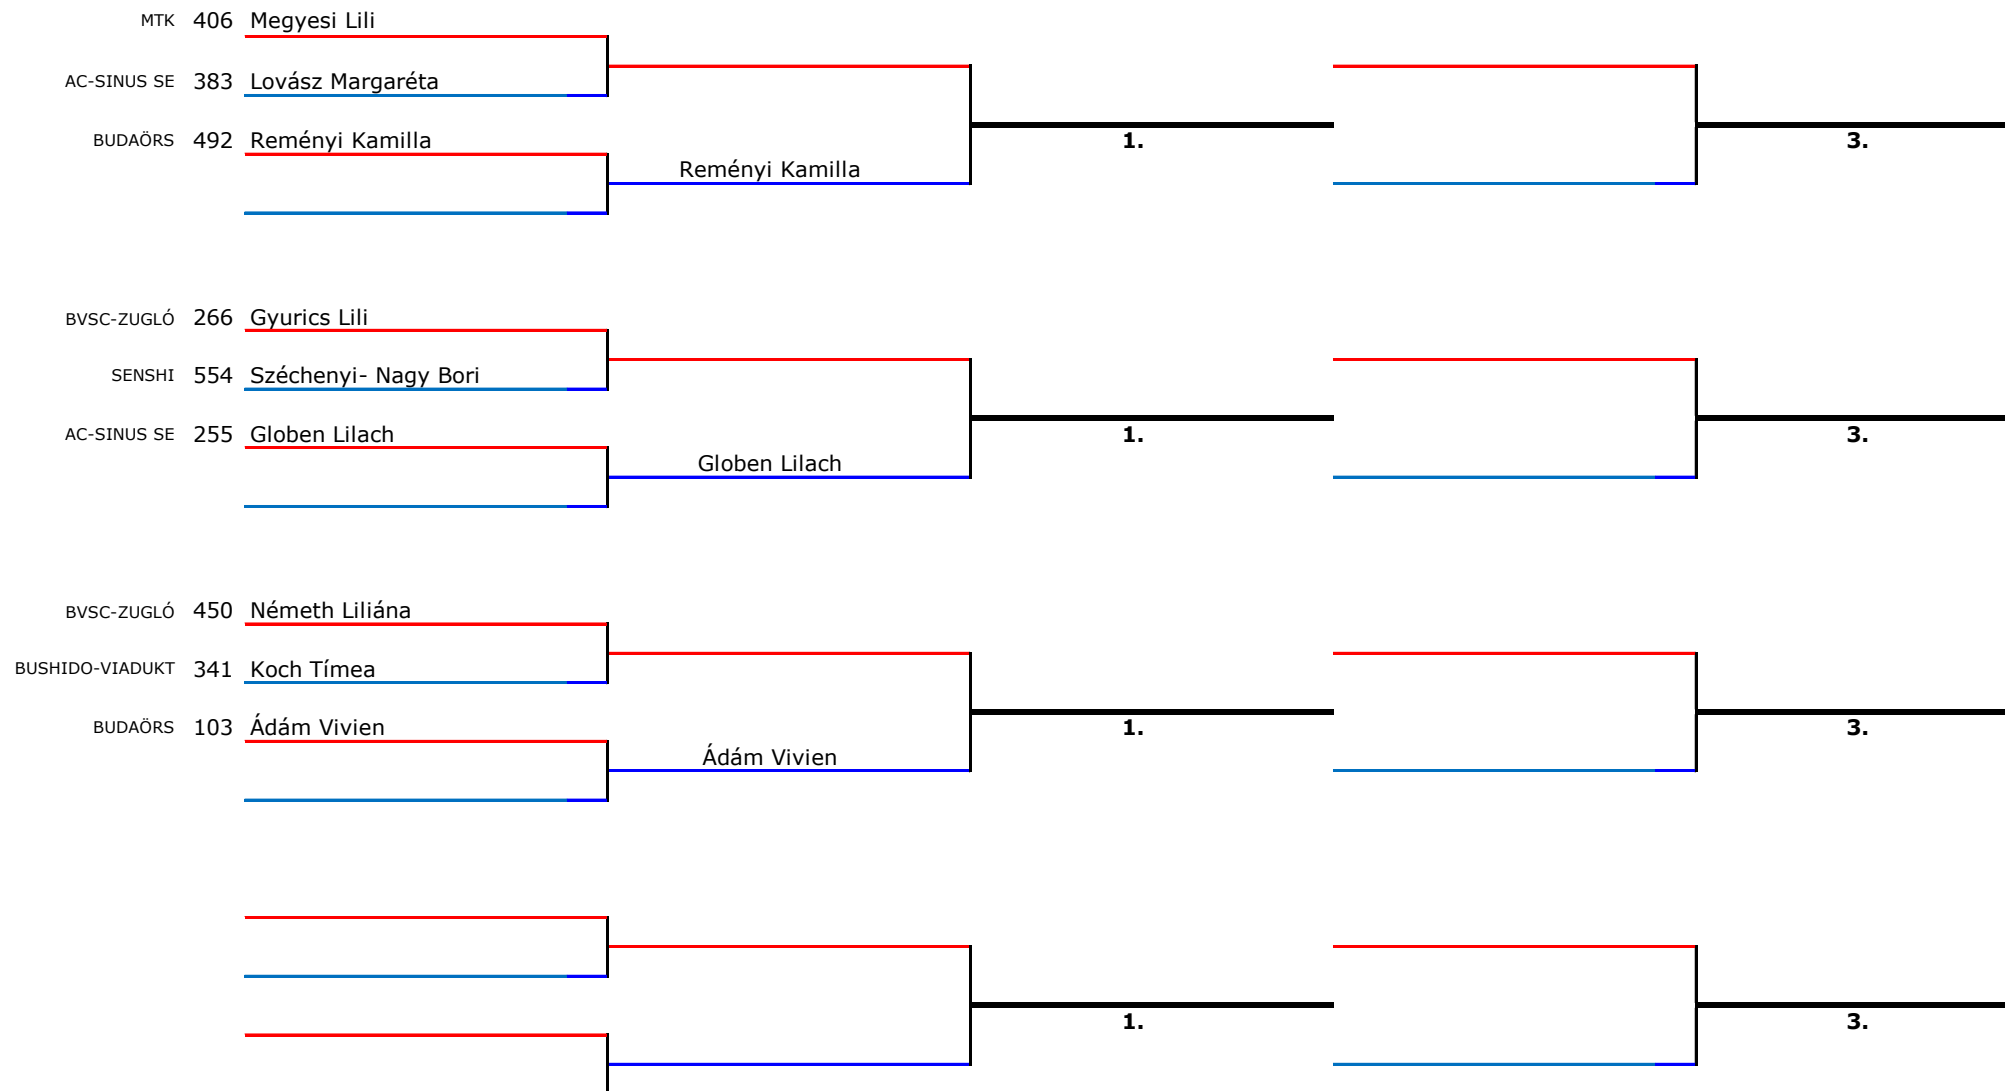 MTK 406 Megyesi Lili
AC-SINUS SE 383 Lovász Margaréta
BUDAÖRS 492 Reményi Kamilla
1.
3.
Reményi Kamilla
BVSC-ZUGLÓ 266 Gyurics Lili
SENSHI 554 Széchenyi- Nagy Bori
AC-SINUS SE 255 Globen Lilach
1.
3.
Globen Lilach
BVSC-ZUGLÓ 450 Németh Liliána
BUSHIDO-VIADUKT 341 Koch Tímea
BUDAÖRS 103 Ádám Vivien
1.
3.
Ádám Vivien
1.
3.